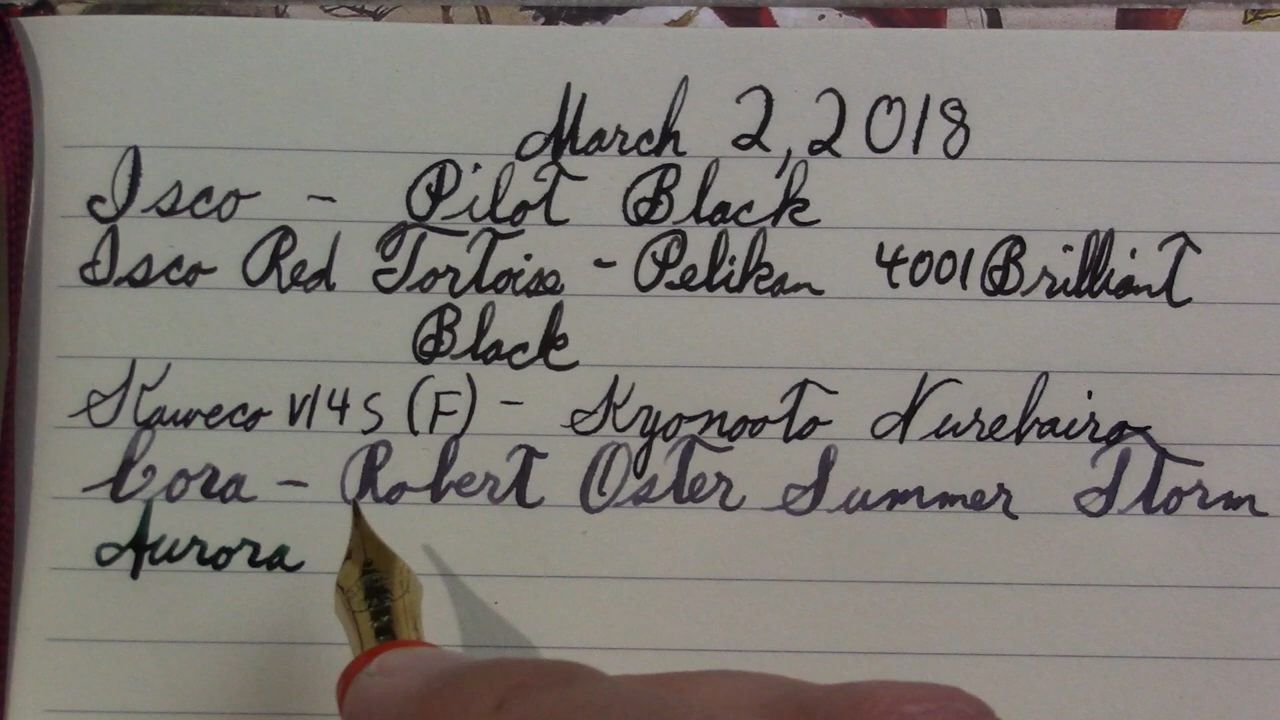 March 2, 2018
Isco - Pilot Black
Isco Red Tortoise - Pelikan 4001 Brilliant
Black
Kaweco V14 S (F) - Kyonooto Nurebairo
Cora - Robert Oster Summer Storm
Aurora